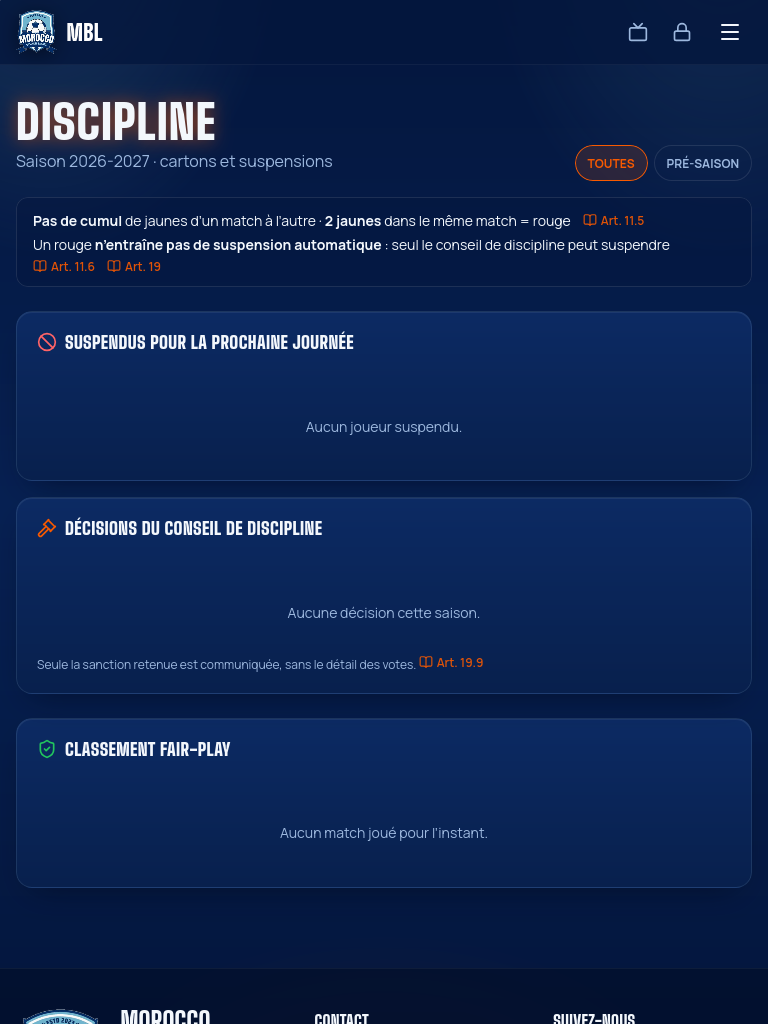 MOROCCO
MBL
DISCIPLINE
Saison 2026-2027 · cartons et suspensions
TOUTES
PRÉ-SAISON
Pas de cumul de jaunes d'un match à l'autre · 2 jaunes dans le même match = rouge Art. 11.5
Un rouge n'entraîne pas de suspension automatique : seul le conseil de discipline peut suspendre
Art. 11.6 Art. 19
SUSPENDUS POUR LA PROCHAINE JOURNÉE
Aucun joueur suspendu.
DÉCISIONS DU CONSEIL DE DISCIPLINE
Aucune décision cette saison.
Seule la sanction retenue est communiquée, sans le détail des votes. Art. 19.9
CLASSEMENT FAIR-PLAY
Aucun match joué pour l'instant.
MOROCCO
CONTACT
SUIVEZ-NOUS